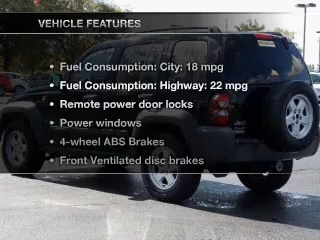 VEHICLE FEATURES
• Fuel Consumption: City: 18 mpg
• Fuel Consumption: Highway: 22 mpg
• Remote power door locks
• Power windows
• 4-wheel ABS Brakes
• Front Ventilated disc brakes